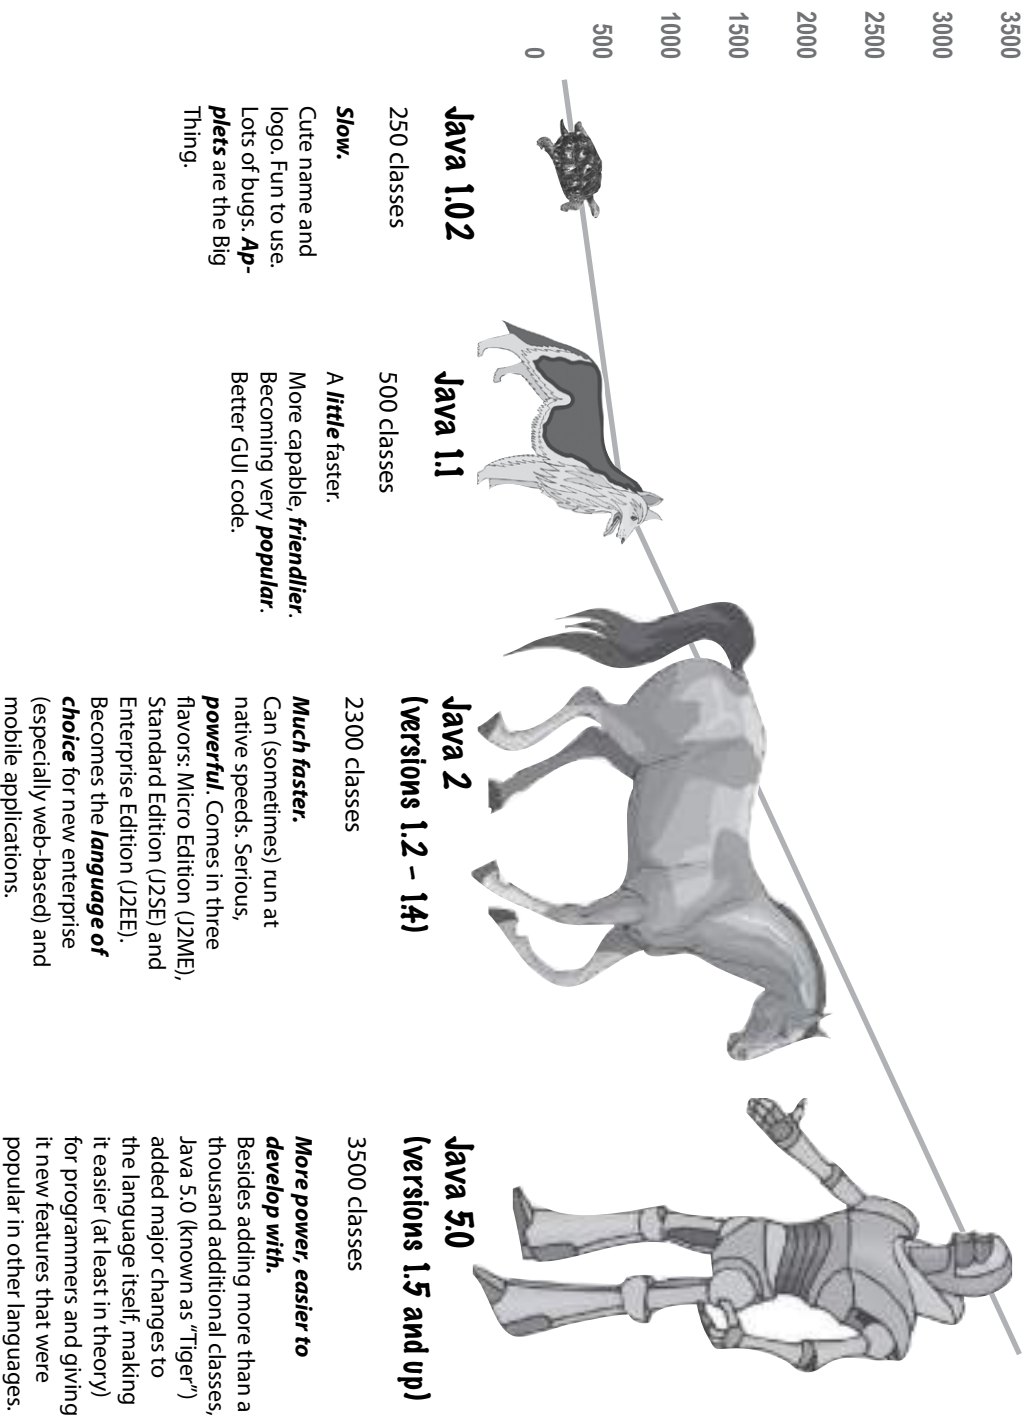 3500
3000
2500
2000
1500
1000
500
0
Java 1.02
250 classes
Slow.
Cute name and
logo. Fun to use.
Lots of bugs. Ap-
plets are the Big
Thing.
Java 1.1
500 classes
A little faster.
More capable, friendlier.
Becoming very popular.
Better GUI code.
Java 2
(versions 1.2 – 1.4)
2300 classes
Much faster.
Can (sometimes) run at
native speeds. Serious,
powerful. Comes in three
flavors: Micro Edition (J2ME),
Standard Edition (J2SE) and
Enterprise Edition (J2EE).
Becomes the language of
choice for new enterprise
(especially web-based) and
mobile applications.
Java 5.0
(versions 1.5 and up)
3500 classes
More power, easier to
develop with.
Besides adding more than a
thousand additional classes,
Java 5.0 (known as “Tiger”)
added major changes to
the language itself, making
it easier (at least in theory)
for programmers and giving
it new features that were
popular in other languages.